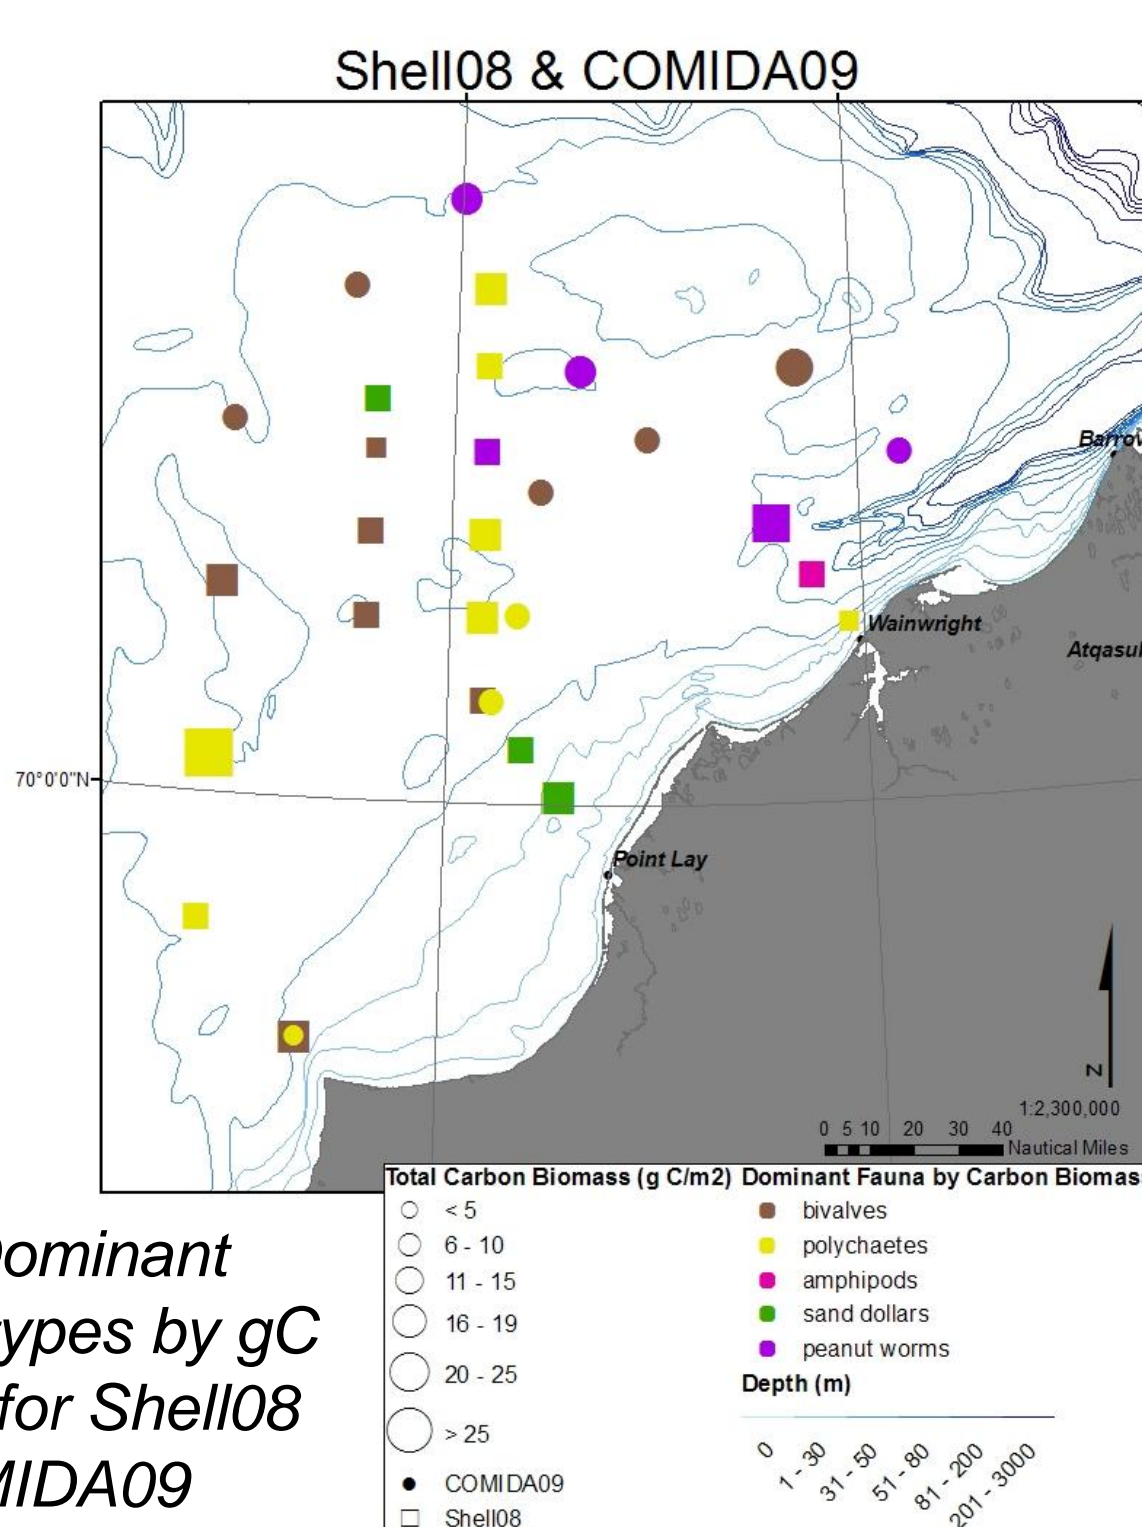 Shell08 & COMIDA09
Barrow
Wainwright
Atqasuk
70°0'0"N
Point Lay
N
1:2,300,000
0 5 10 20 30 40
Nautical Miles
Total Carbon Biomass (g C/m2)
< 5
6 - 10
11 - 15
16 - 19
20 - 25
> 25
COMIDA09
Shell08
Dominant Fauna by Carbon Biomass
bivalves
polychaetes
amphipods
sand dollars
peanut worms
Depth (m)
0
1 - 30
31 - 50
51 - 80
81 - 200
201 - 3000
Dominant
types by gC
for Shell08
MIDA09